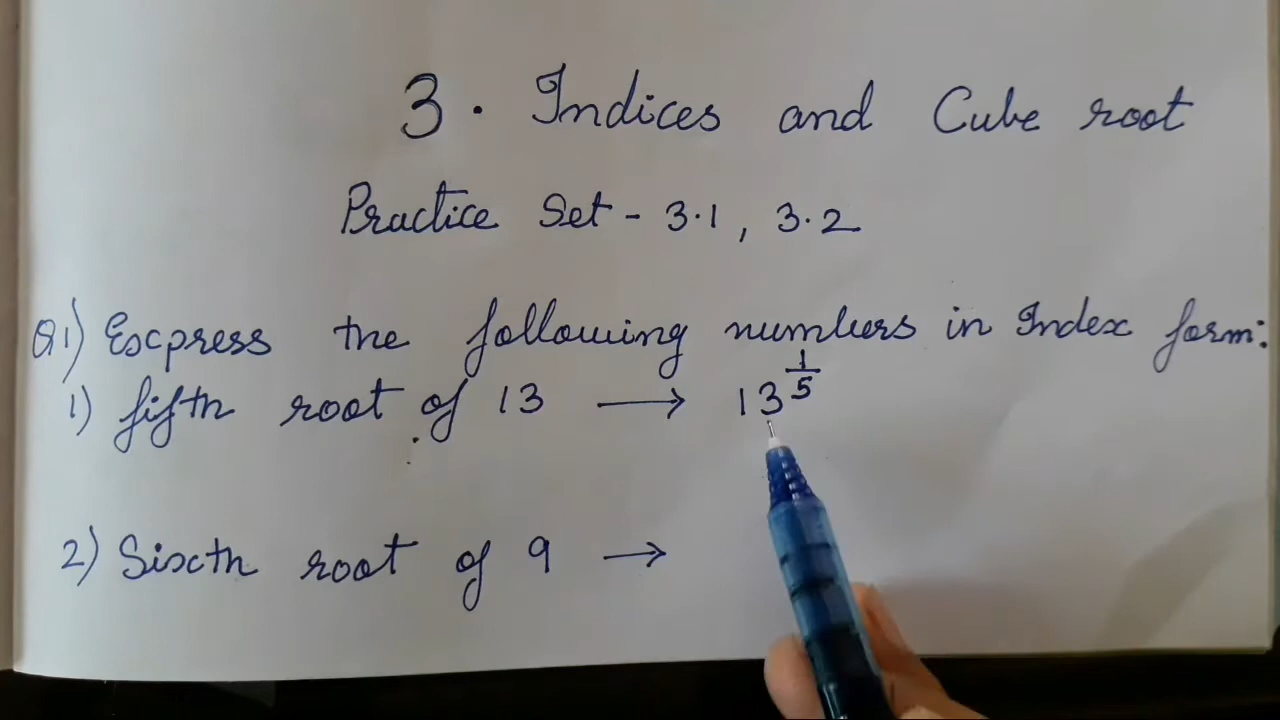 3. Indices and Cube root
Practice Set - 3.1, 3.2
Q1) Express the following numbers in Index form:
1) fifth root of 13 → 13^(1/5)
2) Sixth root of 9 →